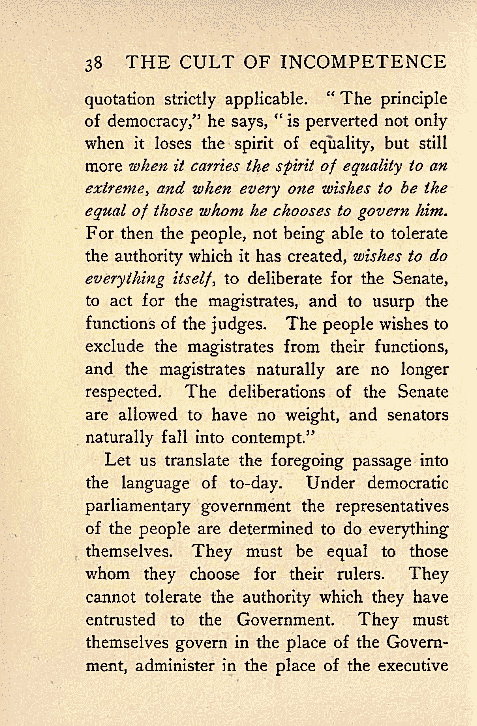 38 THE CULT OF INCOMPETENCE
quotation strictly applicable. “ The principle
of democracy,” he says, “ is perverted not only
when it loses the spirit of equality, but still
more when it carries the spirit of equality to an
extreme, and when every one wishes to be the
equal of those whom he chooses to govern him.
For then the people, not being able to tolerate
the authority which it has created, wishes to do
everything itself, to deliberate for the Senate,
to act for the magistrates, and to usurp the
functions of the judges. The people wishes to
exclude the magistrates from their functions,
and the magistrates naturally are no longer
respected. The deliberations of the Senate
are allowed to have no weight, and senators
naturally fall into contempt.”
Let us translate the foregoing passage into
the language of to-day. Under democratic
parliamentary government the representatives
of the people are determined to do everything
themselves. They must be equal to those
whom they choose for their rulers. They
cannot tolerate the authority which they have
entrusted to the Government. They must
themselves govern in the place of the Govern-
ment, administer in the place of the executive